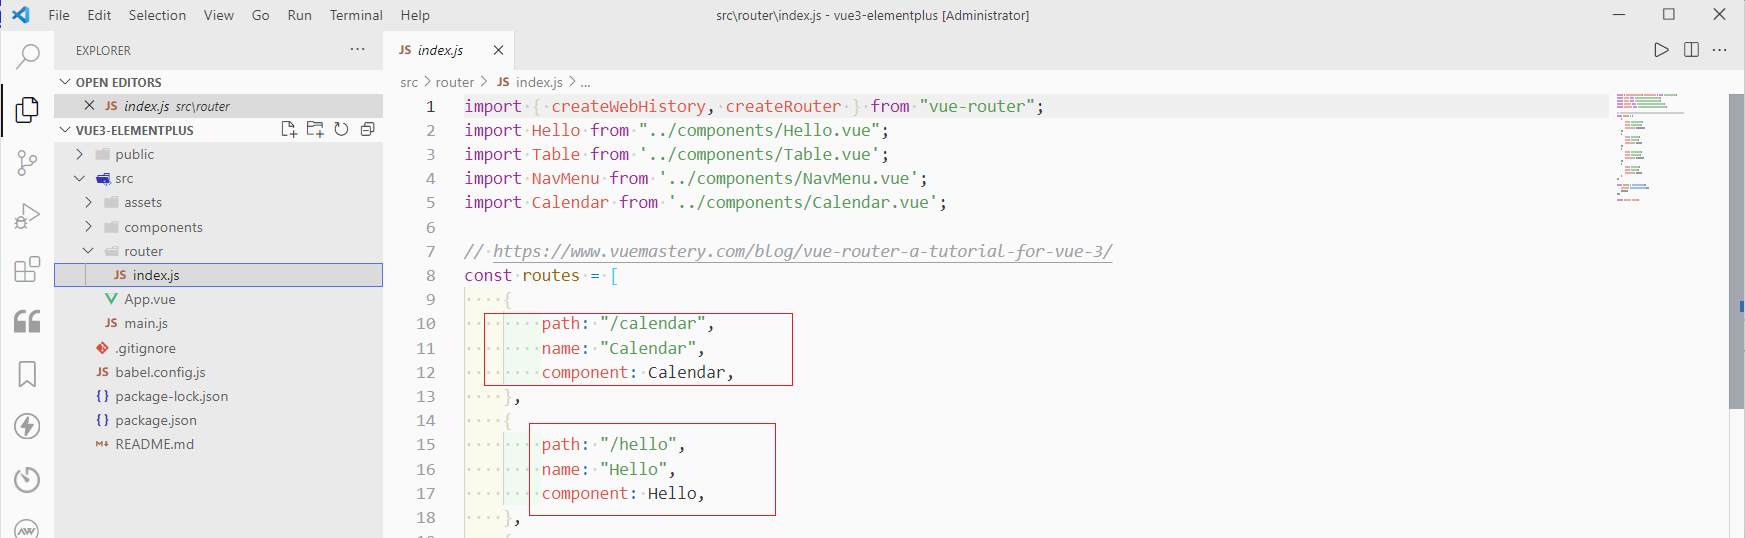 File Edit Selection View Go Run Terminal Help
src\router\index.js - vue3-elementplus [Administrator]
EXPLORER
OPEN EDITORS
JS index.js src\router
VUE3-ELEMENTPLUS
public
src
assets
components
router
JS index.js
App.vue
JS main.js
.gitignore
JS babel.config.js
{ } package-lock.json
{ } package.json
README.md
JS index.js
src > router > JS index.js > ...
1 import { createWebHistory, createRouter } from "vue-router";
2 import Hello from "../components/Hello.vue";
3 import Table from '../components/Table.vue';
4 import NavMenu from '../components/NavMenu.vue';
5 import Calendar from '../components/Calendar.vue';
6
7 // https://www.vuemastery.com/blog/vue-router-a-tutorial-for-vue-3/
8 const routes = [
9 {
10 path: "/calendar",
11 name: "Calendar",
12 component: Calendar,
13 },
14 {
15 path: "/hello",
16 name: "Hello",
17 component: Hello,
18 },